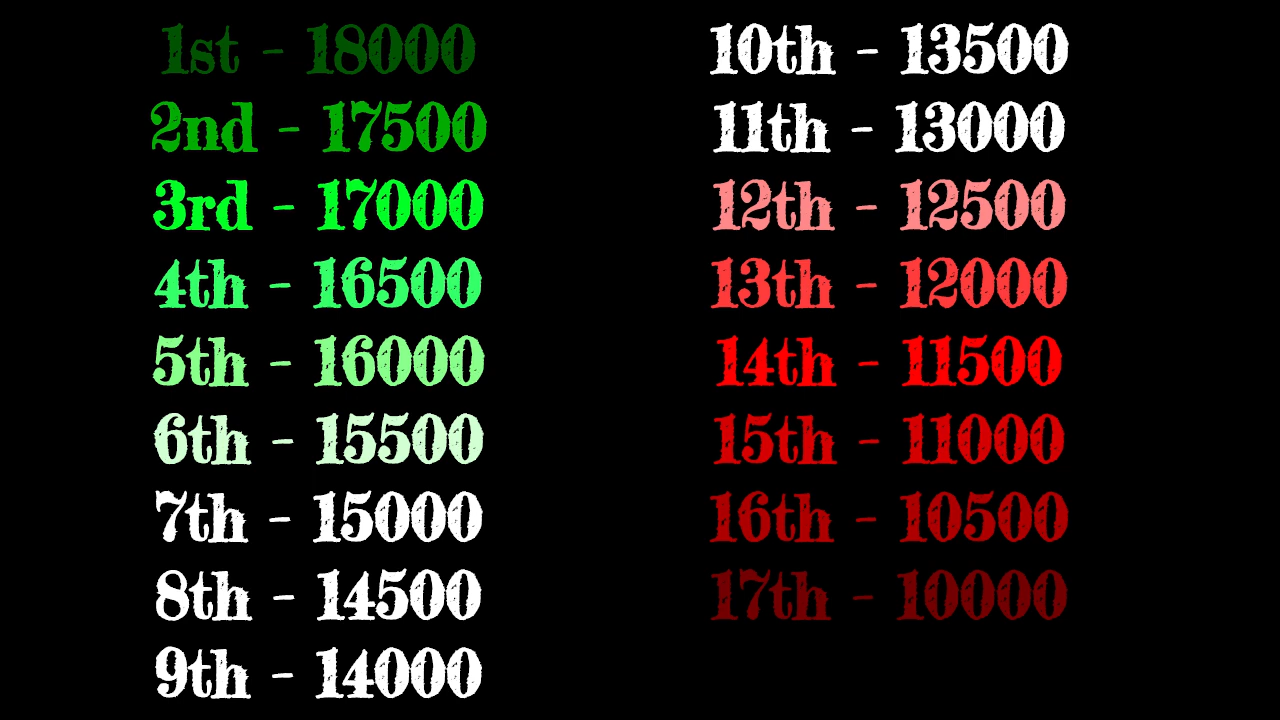 1st - 18000
2nd - 17500
3rd - 17000
4th - 16500
5th - 16000
6th - 15500
7th - 15000
8th - 14500
9th - 14000
10th - 13500
11th - 13000
12th - 12500
13th - 12000
14th - 11500
15th - 11000
16th - 10500
17th - 10000